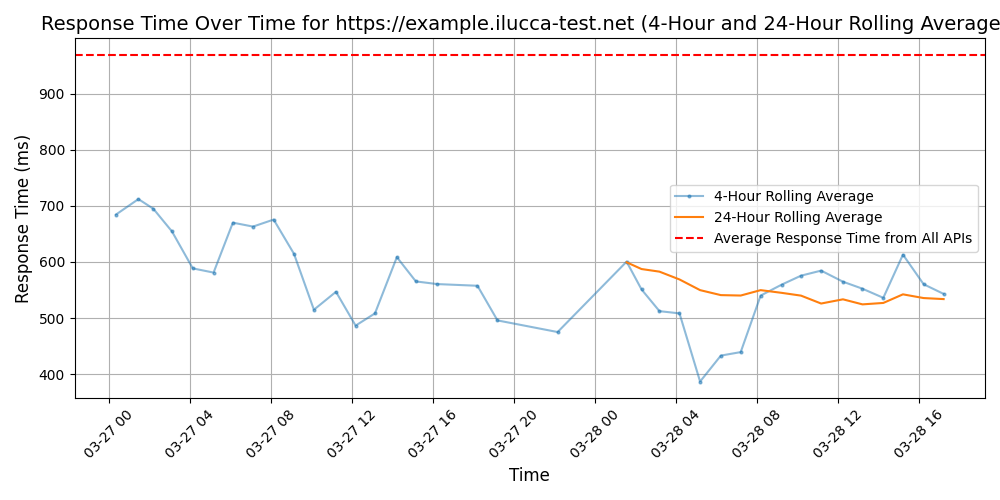 Response Time Over Time for https://example.ilucca-test.net (4-Hour and 24-Hour Rolling Average
Response Time (ms)
900
800
700
600
500
400
4-Hour Rolling Average
24-Hour Rolling Average
Average Response Time from All APIs
03-27 00
03-27 04
03-27 08
03-27 12
03-27 16
03-27 20
03-28 00
03-28 04
03-28 08
03-28 12
03-28 16
Time